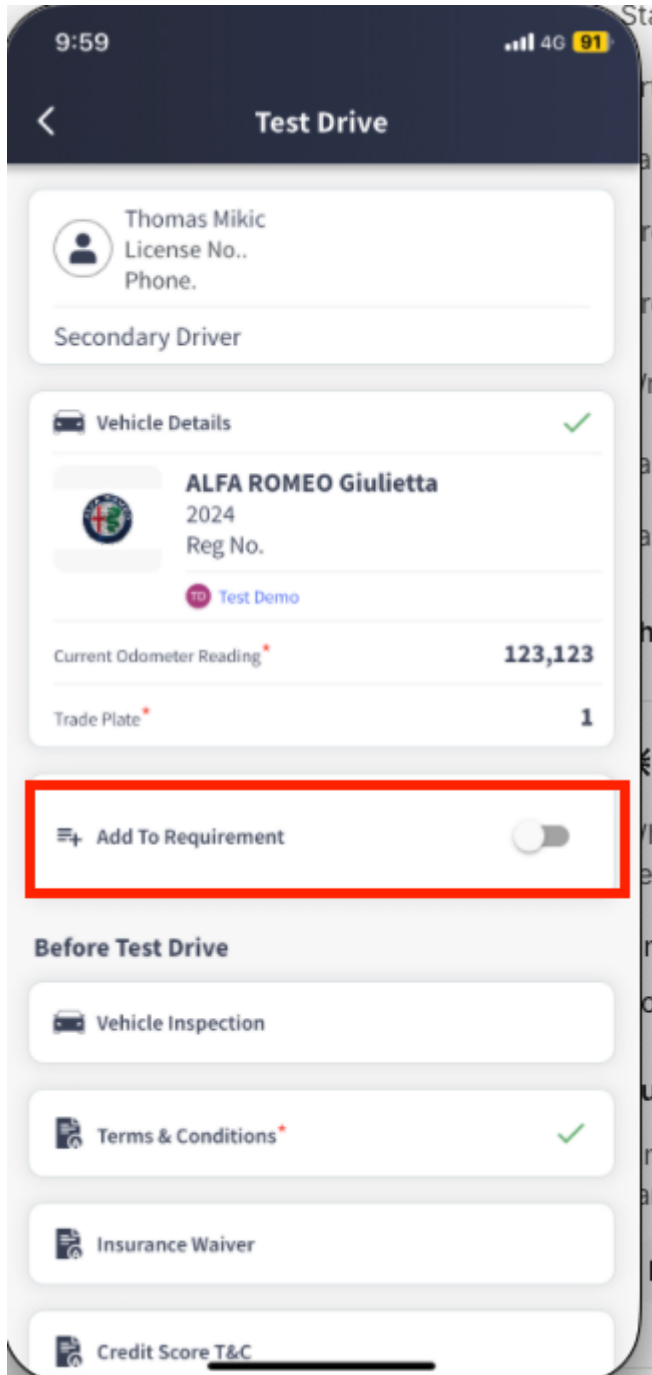 9:59
4G 91
Test Drive
Thomas Mikic
License No..
Phone.
Secondary Driver
Vehicle Details
ALFA ROMEO Giulietta
2024
Reg No.
TD Test Demo
Current Odometer Reading* 123,123
Trade Plate* 1
Add To Requirement
Before Test Drive
Vehicle Inspection
Terms & Conditions*
Insurance Waiver
Credit Score T&C